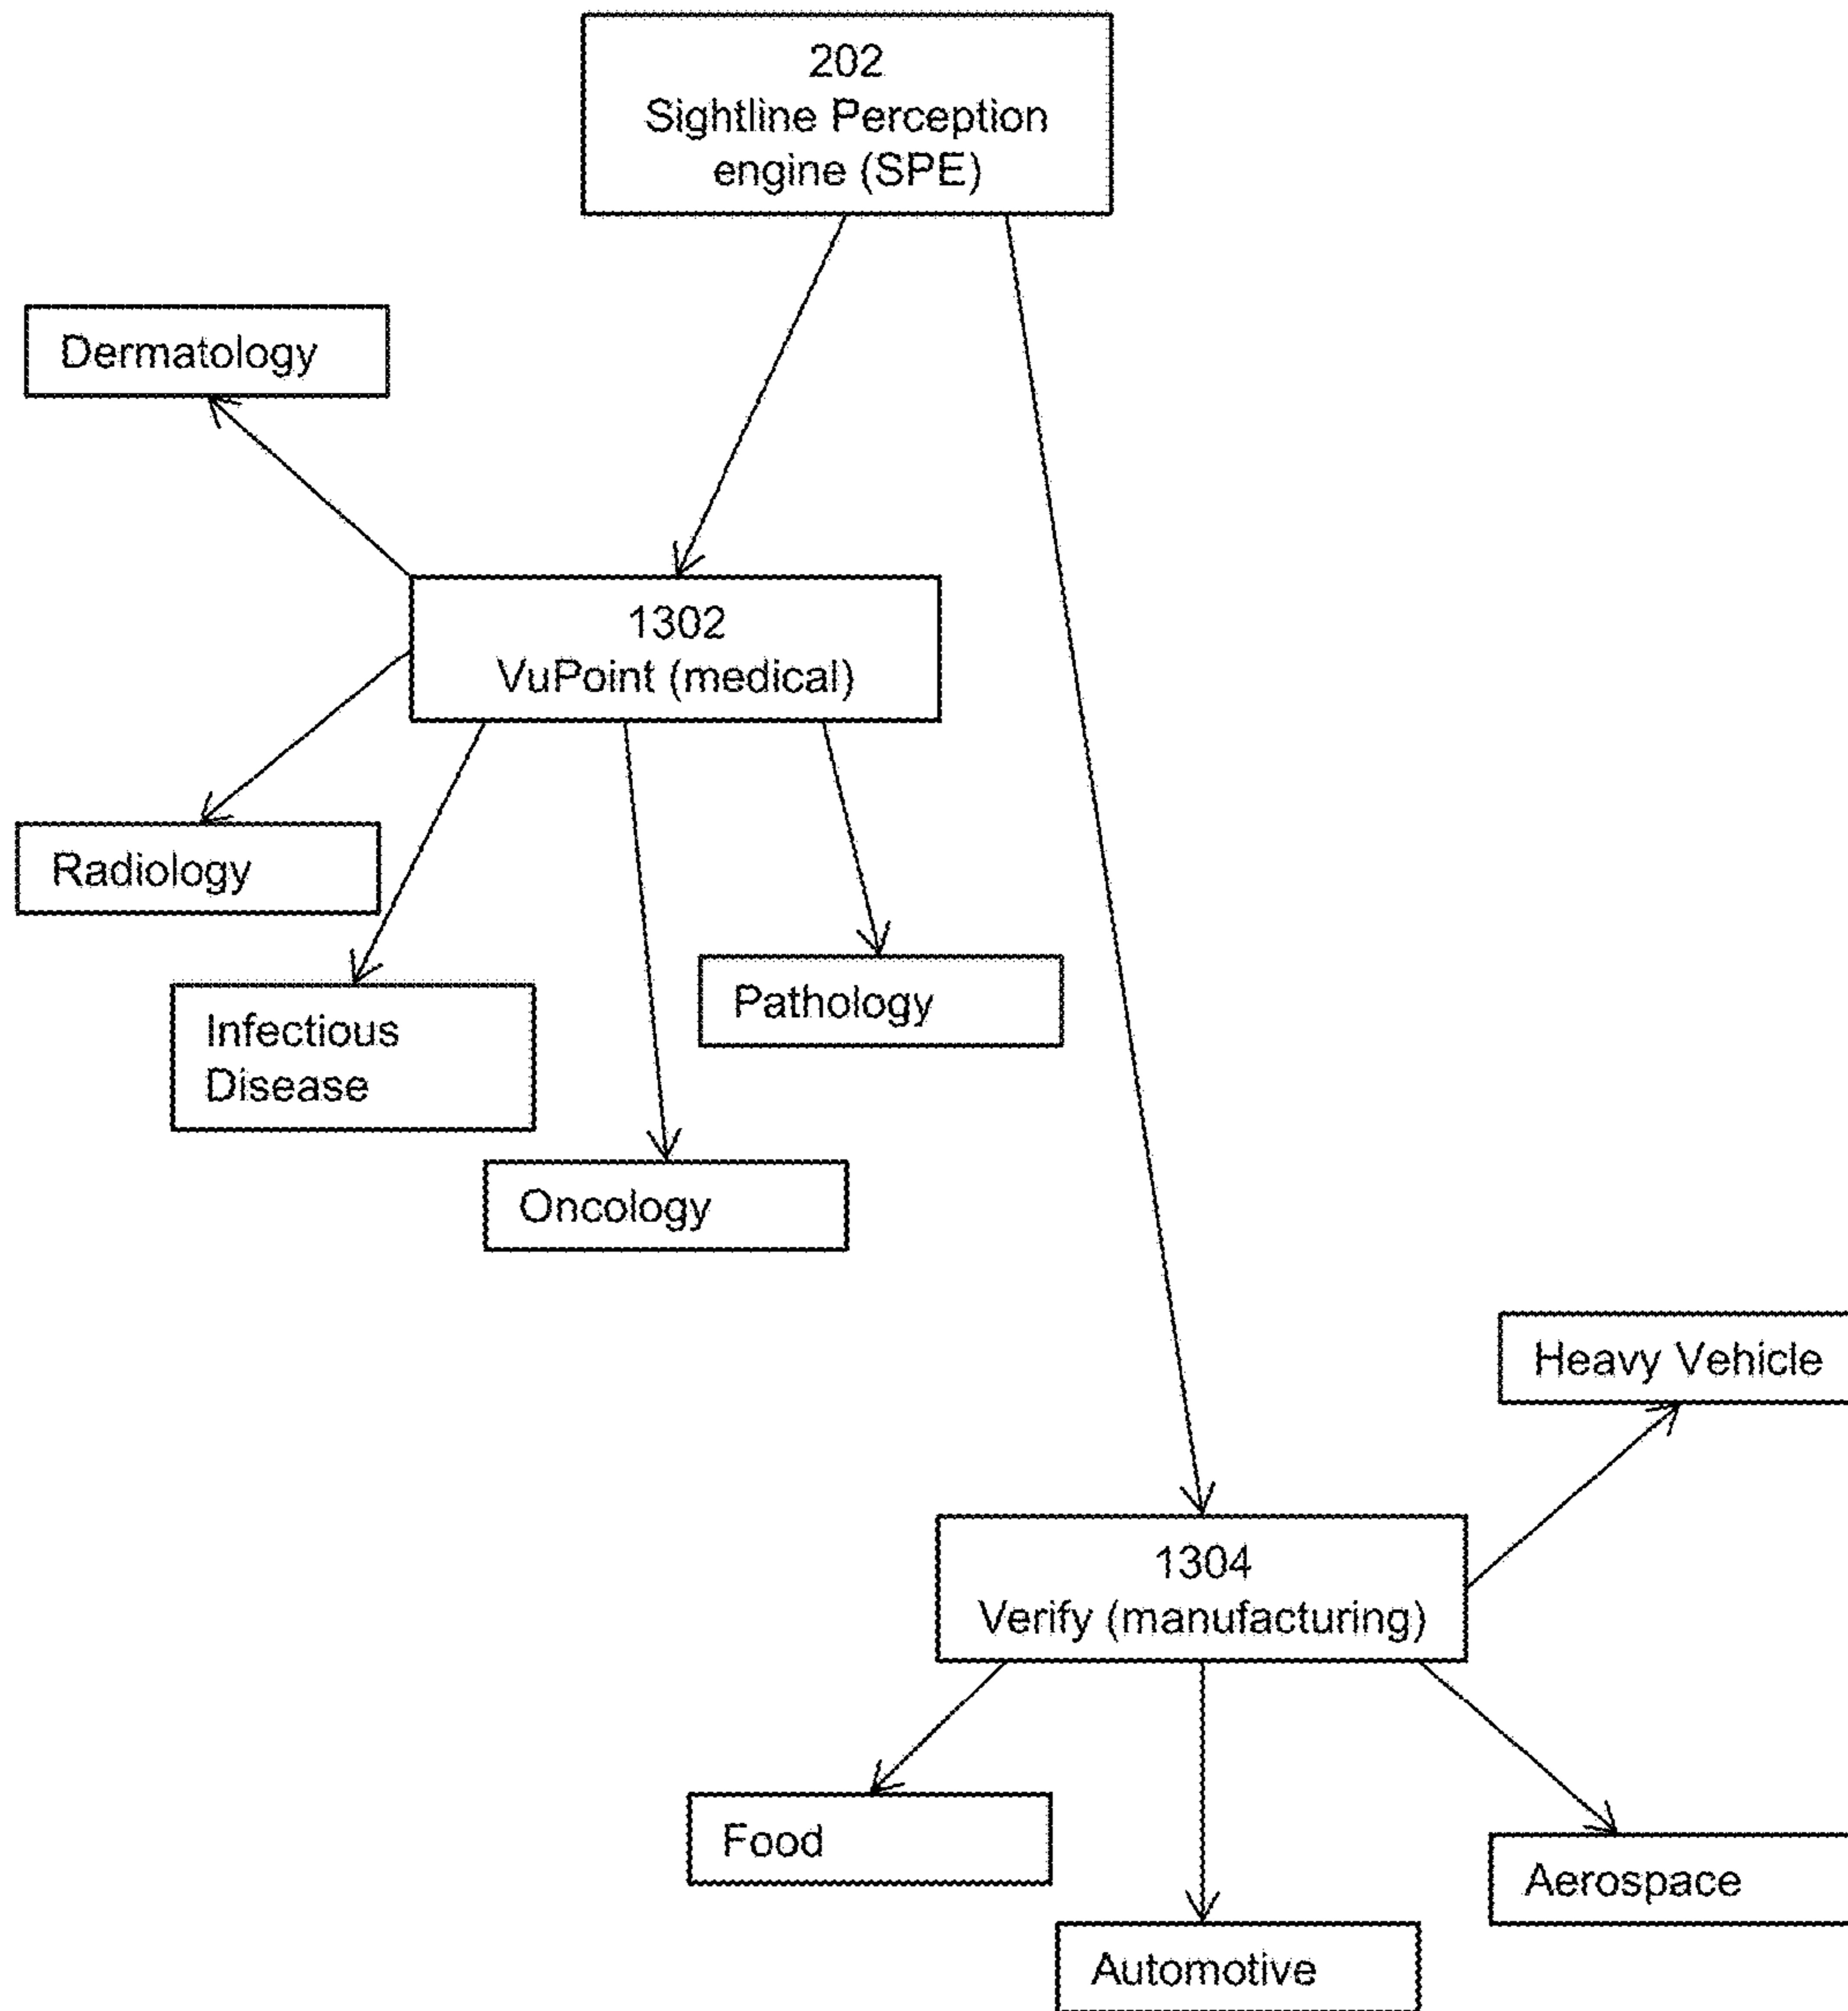 202
Sightline Perception
engine (SPE)
Dermatology
1302
VuPoint (medical)
Radiology
Pathology
Infectious
Disease
Oncology
Heavy Vehicle
1304
Verify (manufacturing)
Food
Aerospace
Automotive